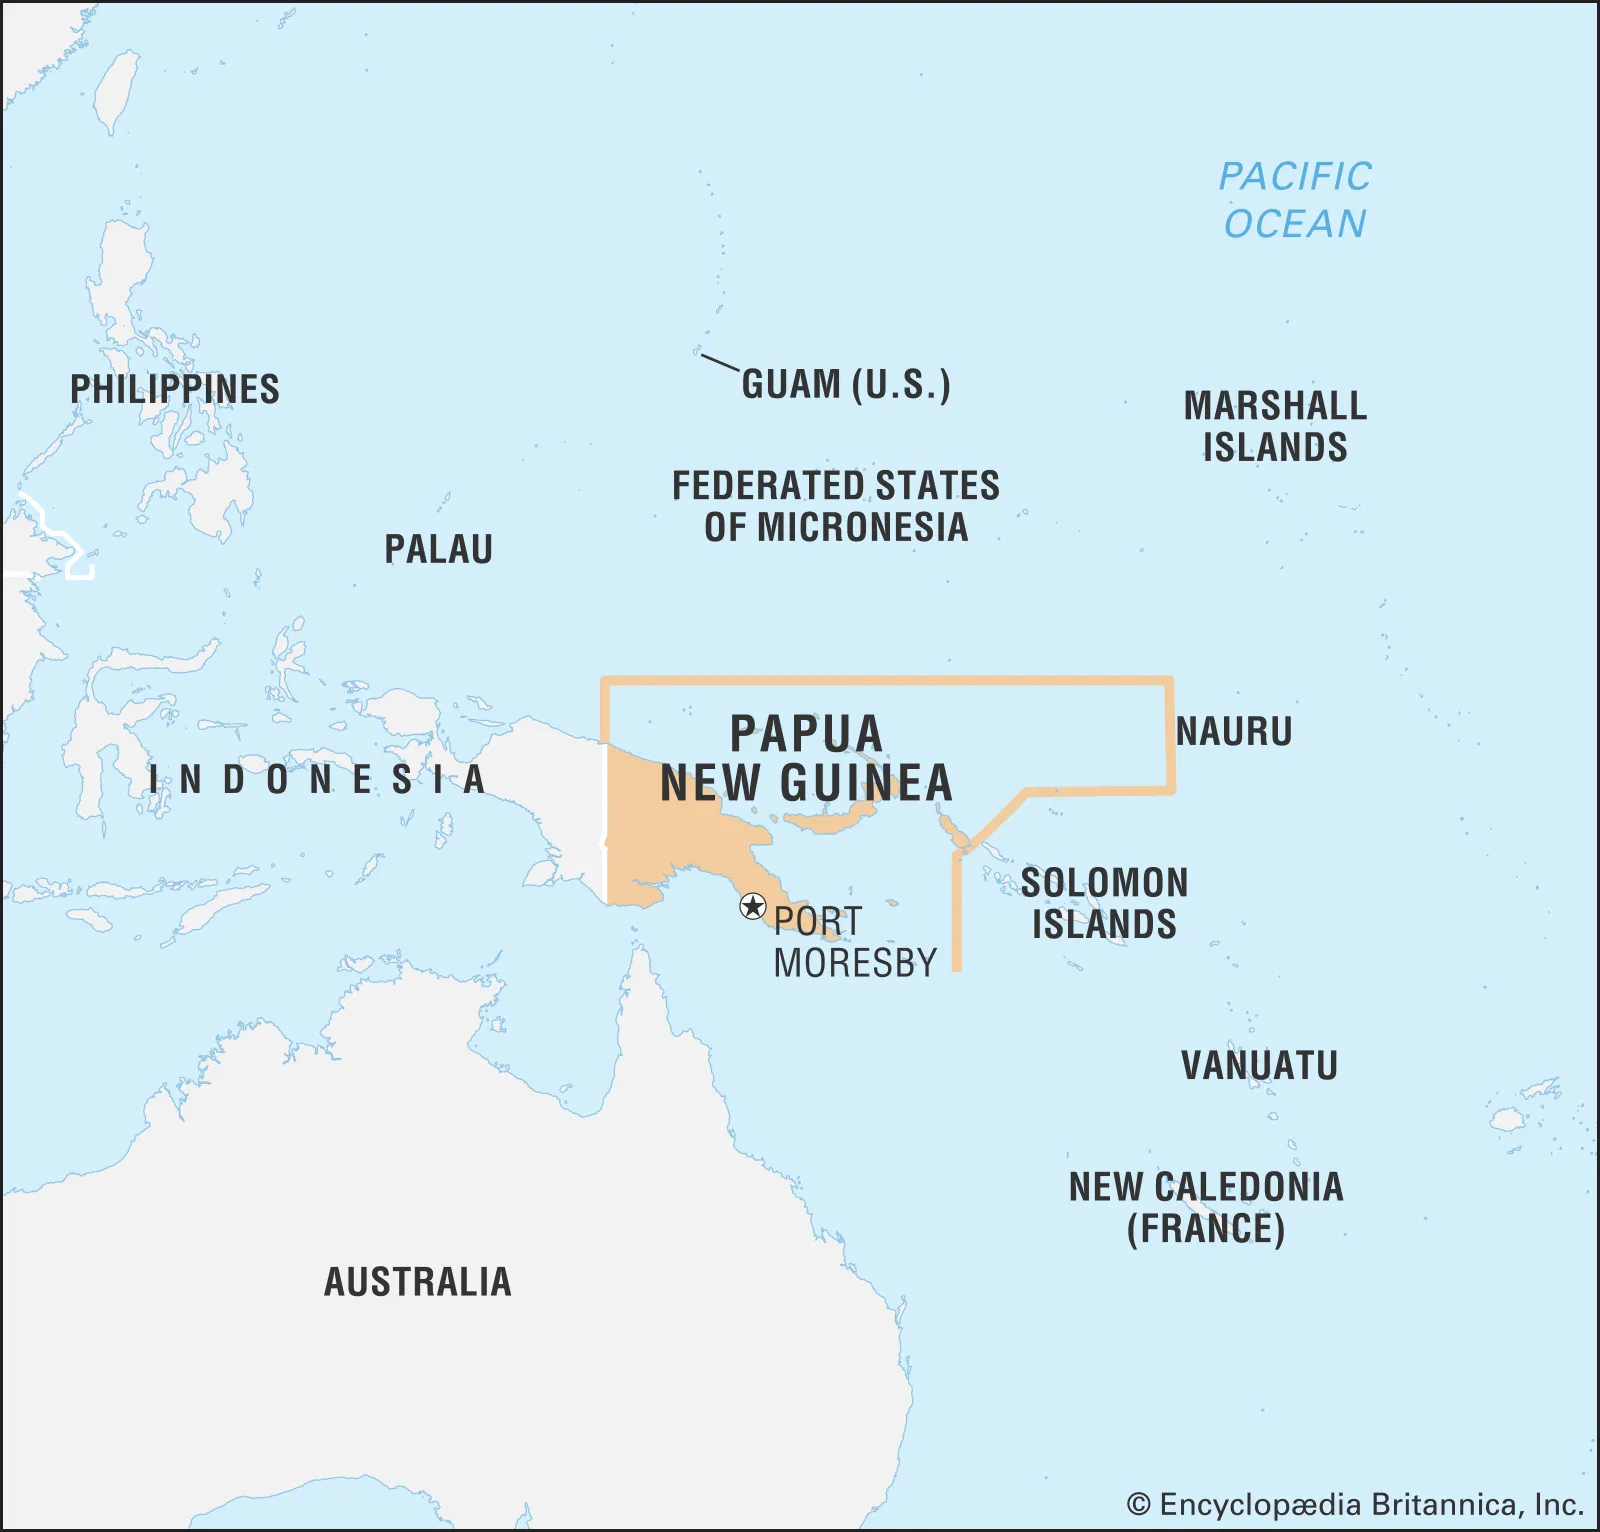 PACIFIC
OCEAN
PHILIPPINES
GUAM (U.S.)
MARSHALL
ISLANDS
FEDERATED STATES
OF MICRONESIA
PALAU
PAPUA
NEW GUINEA
NAURU
INDONESIA
SOLOMON
ISLANDS
PORT
MORESBY
VANUATU
NEW CALEDONIA
(FRANCE)
AUSTRALIA
© Encyclopædia Britannica, Inc.